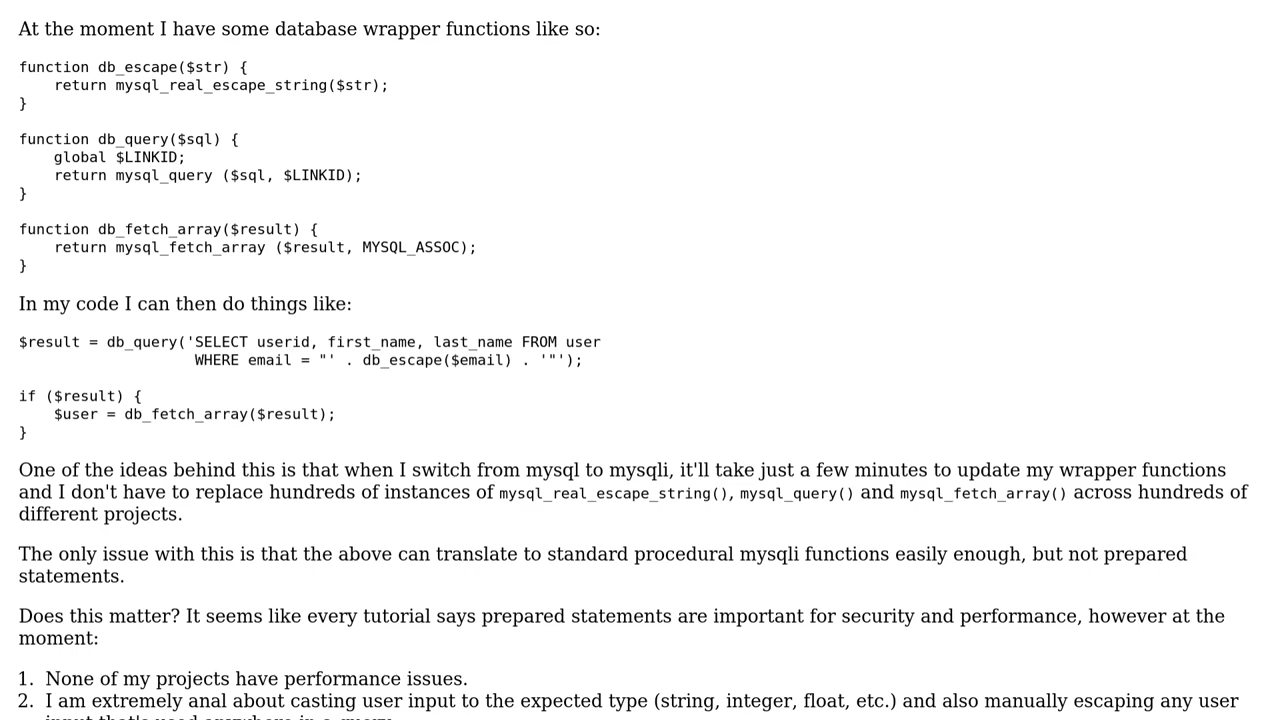 At the moment I have some database wrapper functions like so:
function db_escape($str) {
    return mysql_real_escape_string($str);
}
function db_query($sql) {
    global $LINKID;
    return mysql_query ($sql, $LINKID);
}
function db_fetch_array($result) {
    return mysql_fetch_array ($result, MYSQL_ASSOC);
}
In my code I can then do things like:
$result = db_query('SELECT userid, first_name, last_name FROM user
                    WHERE email = "' . db_escape($email) . '"');
if ($result) {
    $user = db_fetch_array($result);
}
One of the ideas behind this is that when I switch from mysql to mysqli, it'll take just a few minutes to update my wrapper functions
and I don't have to replace hundreds of instances of mysql_real_escape_string(), mysql_query() and mysql_fetch_array() across hundreds of
different projects.
The only issue with this is that the above can translate to standard procedural mysqli functions easily enough, but not prepared
statements.
Does this matter? It seems like every tutorial says prepared statements are important for security and performance, however at the
moment:
1. None of my projects have performance issues.
2. I am extremely anal about casting user input to the expected type (string, integer, float, etc.) and also manually escaping any user